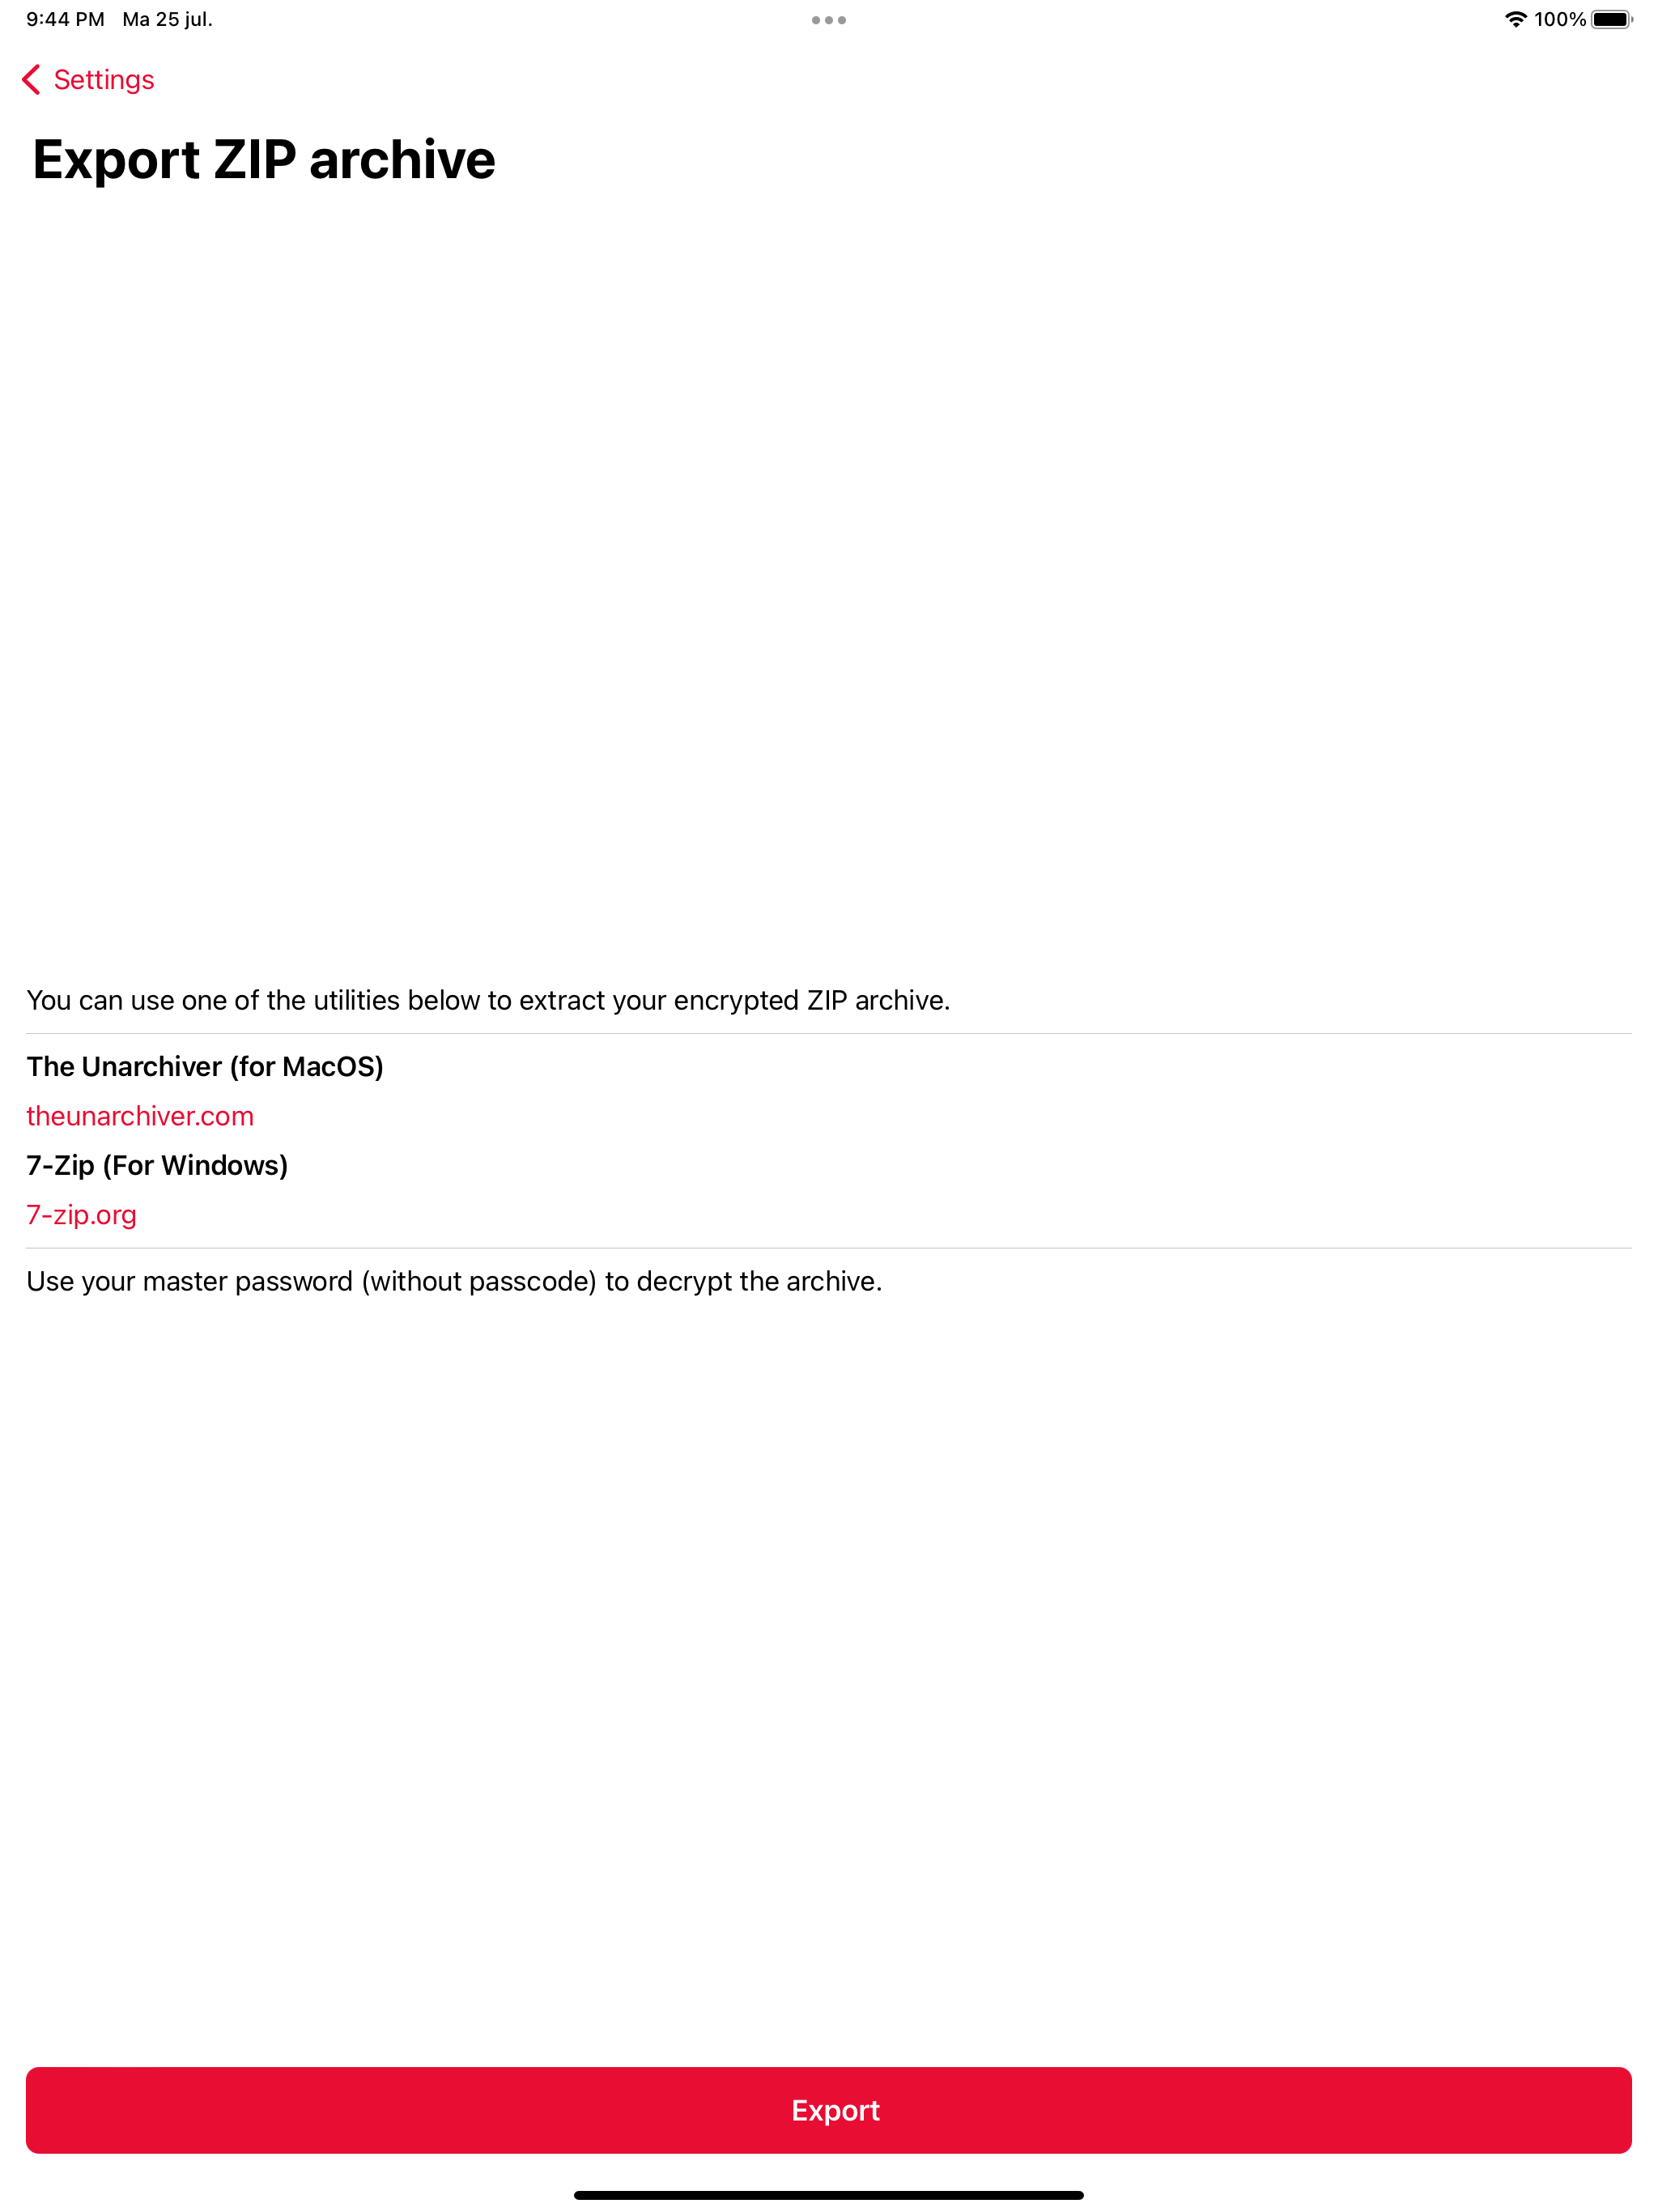 9:44 PM Ma 25 jul.
100%
Settings
Export ZIP archive
You can use one of the utilities below to extract your encrypted ZIP archive.
The Unarchiver (for MacOS)
theunarchiver.com
7-Zip (For Windows)
7-zip.org
Use your master password (without passcode) to decrypt the archive.
Export